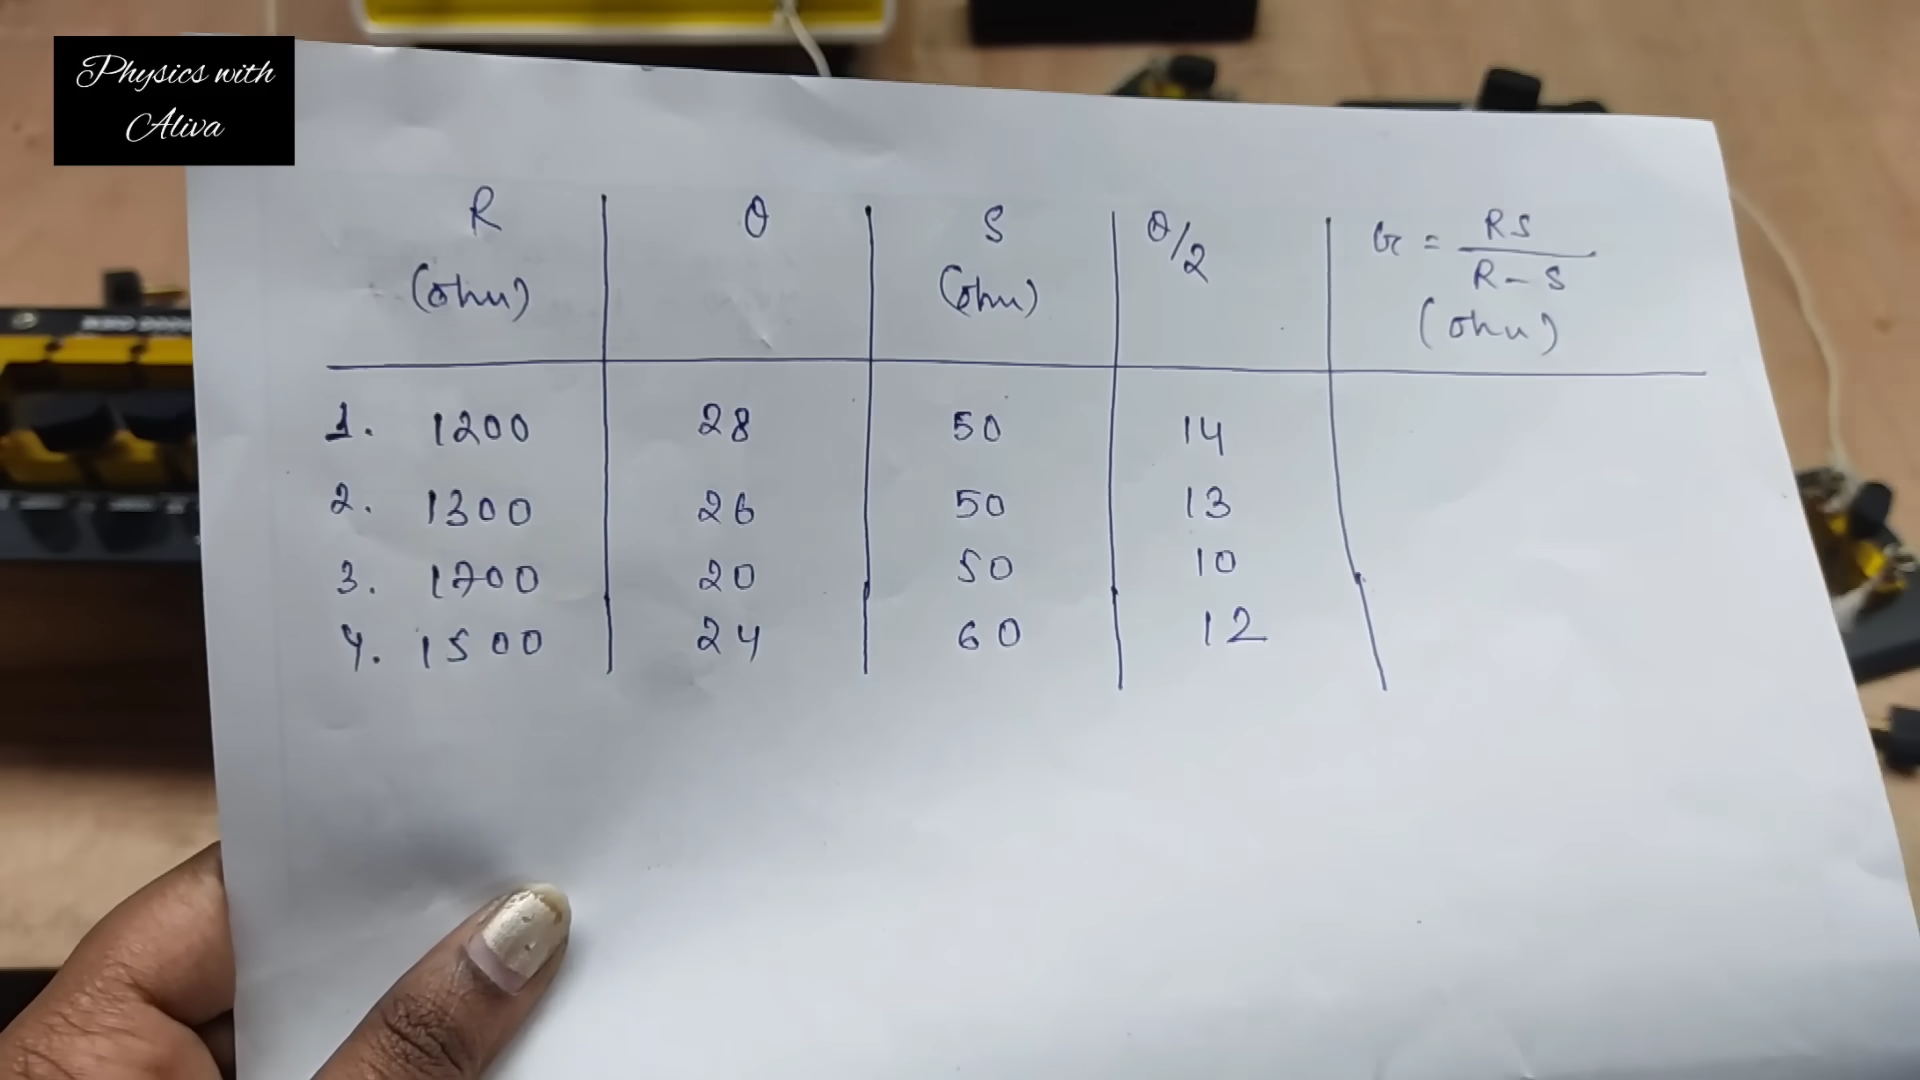 Physics with
Aliva
R θ S θ/2 G = RS / R - S
(ohm) (ohm) (ohm)
1. 1200 28 50 14
2. 1300 26 50 13
3. 1700 20 50 10
4. 1500 24 60 12